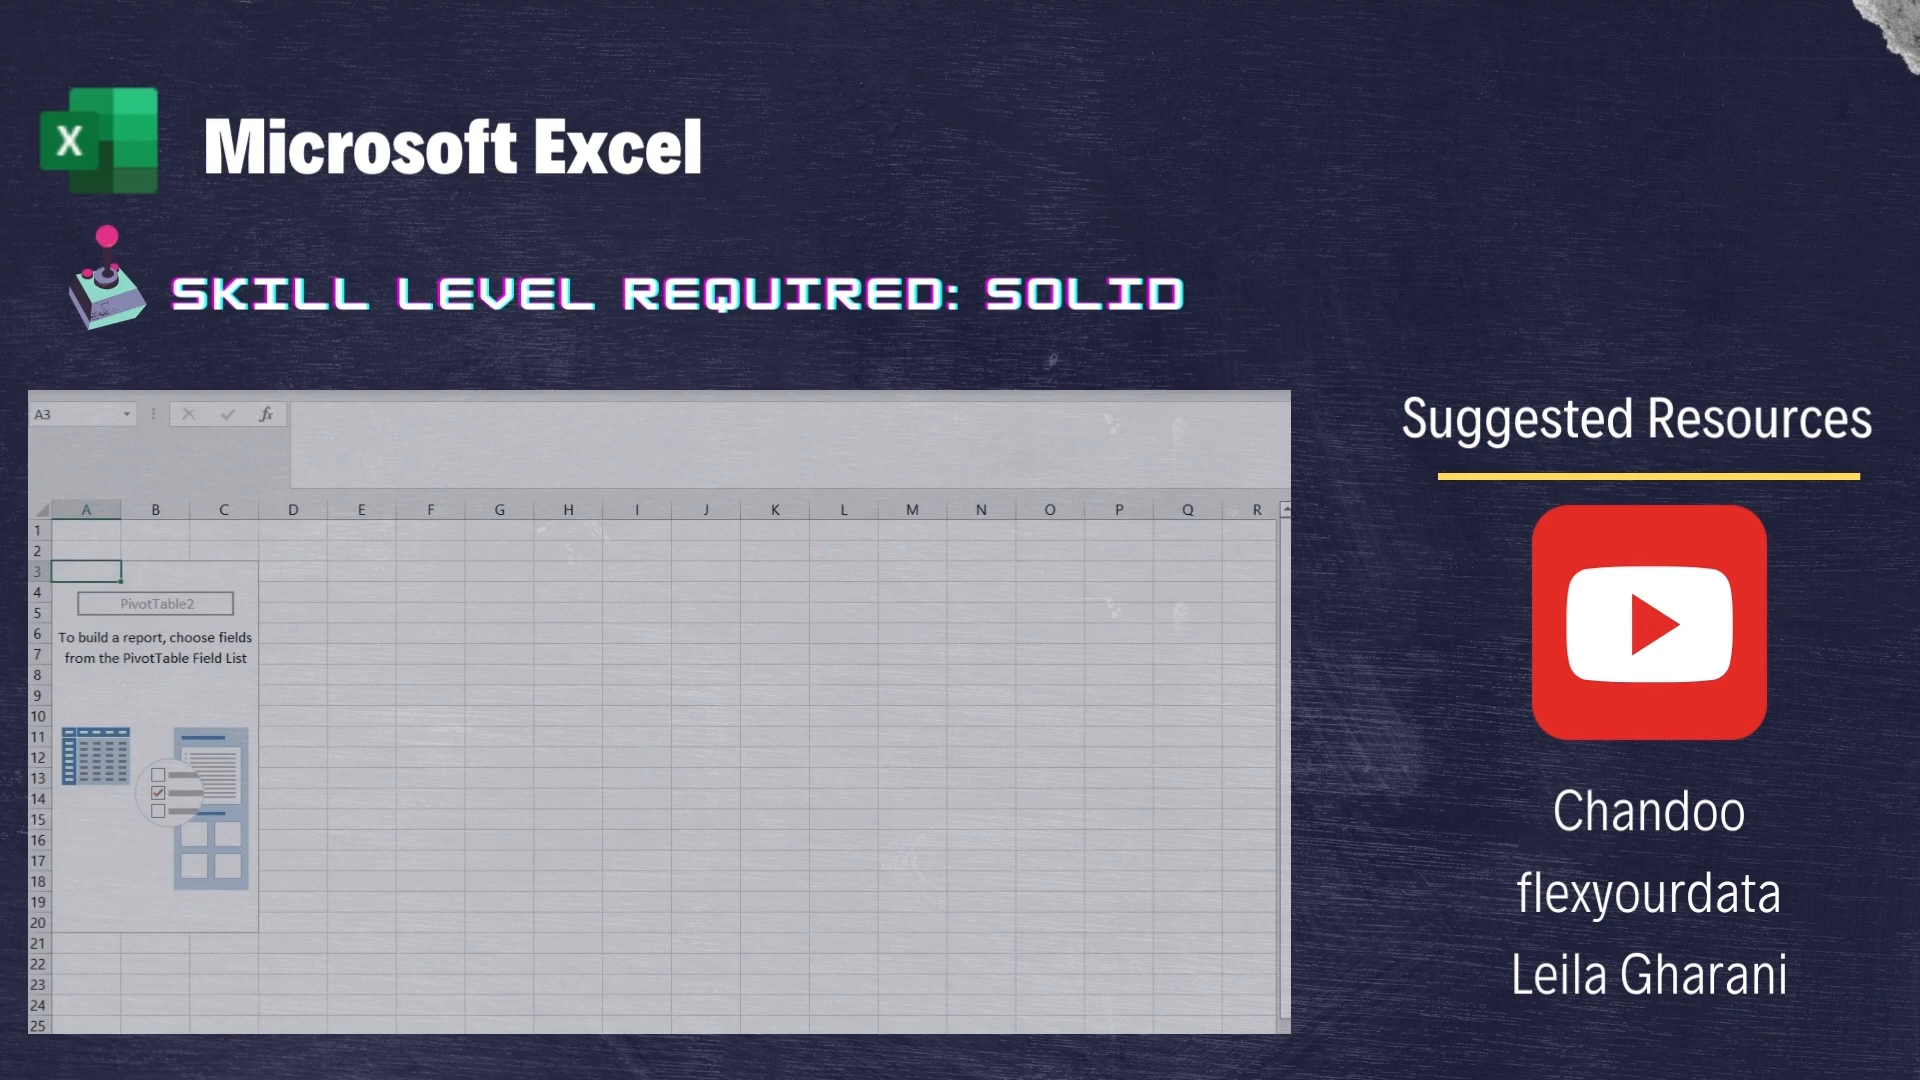 X
Microsoft Excel
SKILL LEVEL REQUIRED: SOLID
A3
fx
A B C D E F G H I J K L M N O P Q R
1
2
3
4
PivotTable2
5
6
To build a report, choose fields
7
from the PivotTable Field List
8
9
10
11
12
13
14
15
16
17
18
19
20
21
22
23
24
25
Suggested Resources
Chandoo
flexyourdata
Leila Gharani